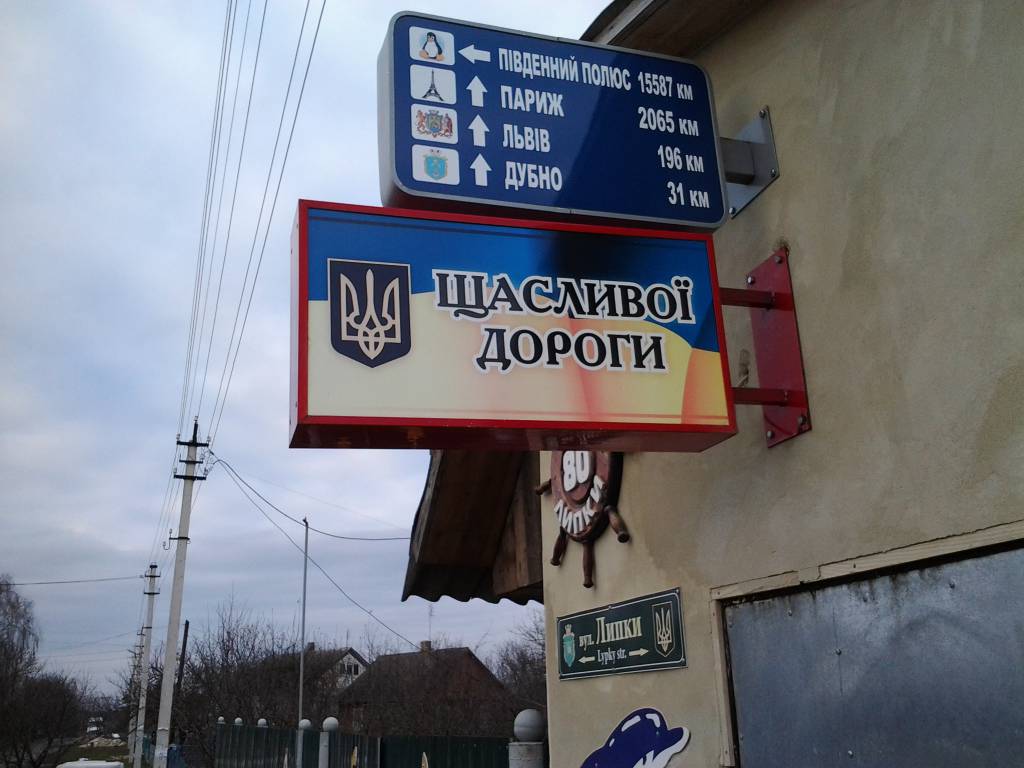 ПІВДЕННИЙ ПОЛЮС 15587 КМ
ПАРИЖ 2065 КМ
ЛЬВІВ 196 КМ
ДУБНО 31 КМ
ЩАСЛИВОЇ
ДОРОГИ
80
ЛИПКИ
вул. Липки
Lypky str.